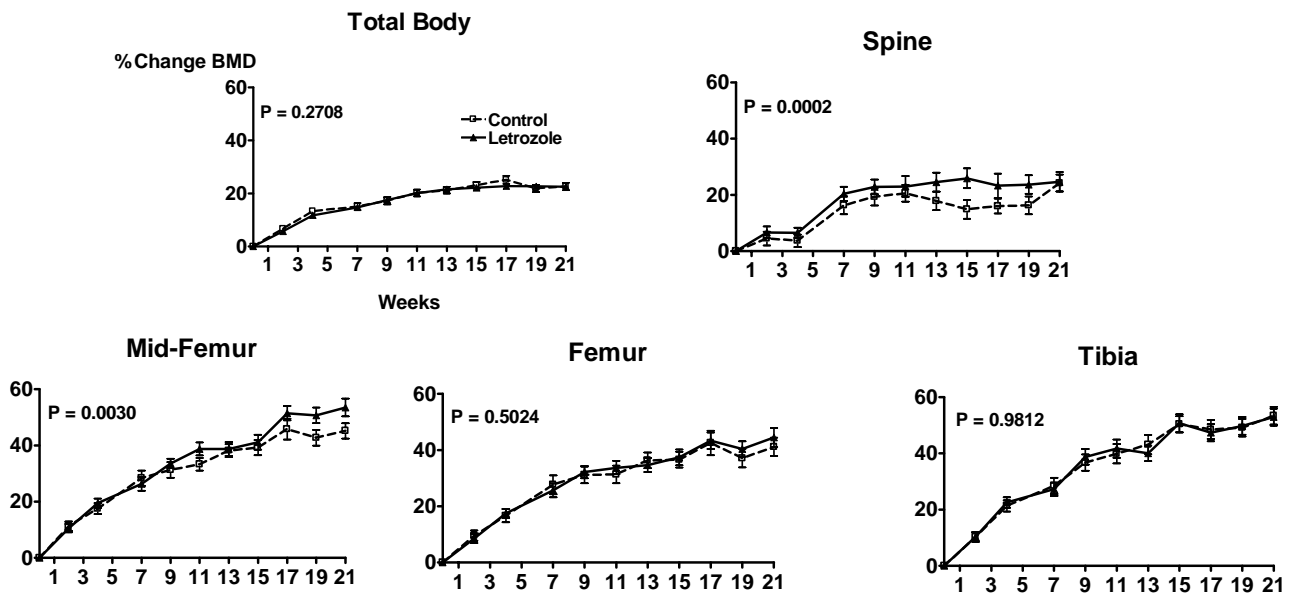 Total Body
%Change BMD
60
40
20
0
P = 0.2708
Control
Letrozole
1 3 5 7 9 11 13 15 17 19 21
Weeks
Spine
60
40
20
0
P = 0.0002
1 3 5 7 9 11 13 15 17 19 21
Mid-Femur
60
40
20
0
P = 0.0030
1 3 5 7 9 11 13 15 17 19 21
Femur
60
40
20
0
P = 0.5024
1 3 5 7 9 11 13 15 17 19 21
Tibia
60
40
20
0
P = 0.9812
1 3 5 7 9 11 13 15 17 19 21